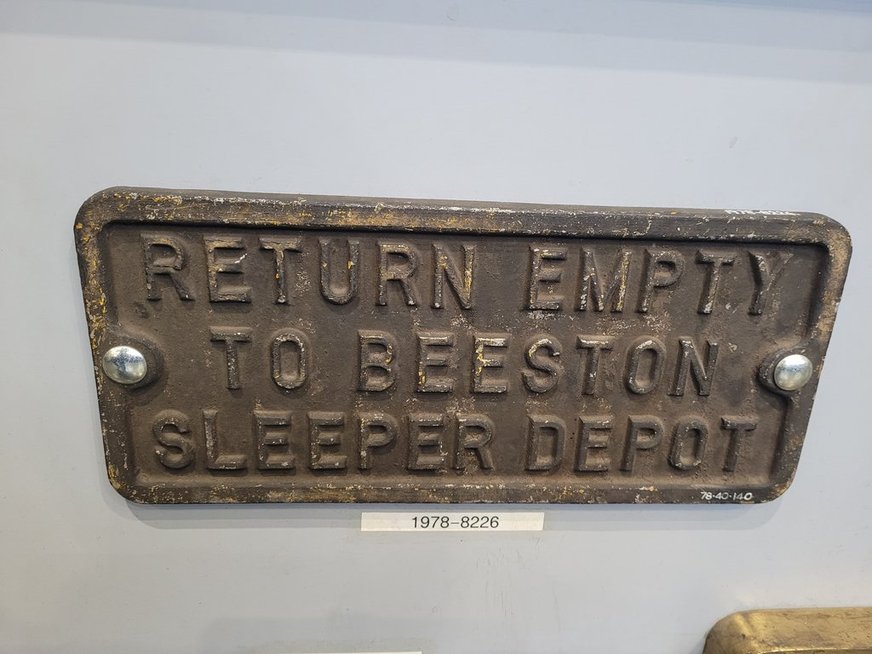 RETURN EMPTY
TO BEESTON
SLEEPER DEPOT
78-40-140
1978-8226